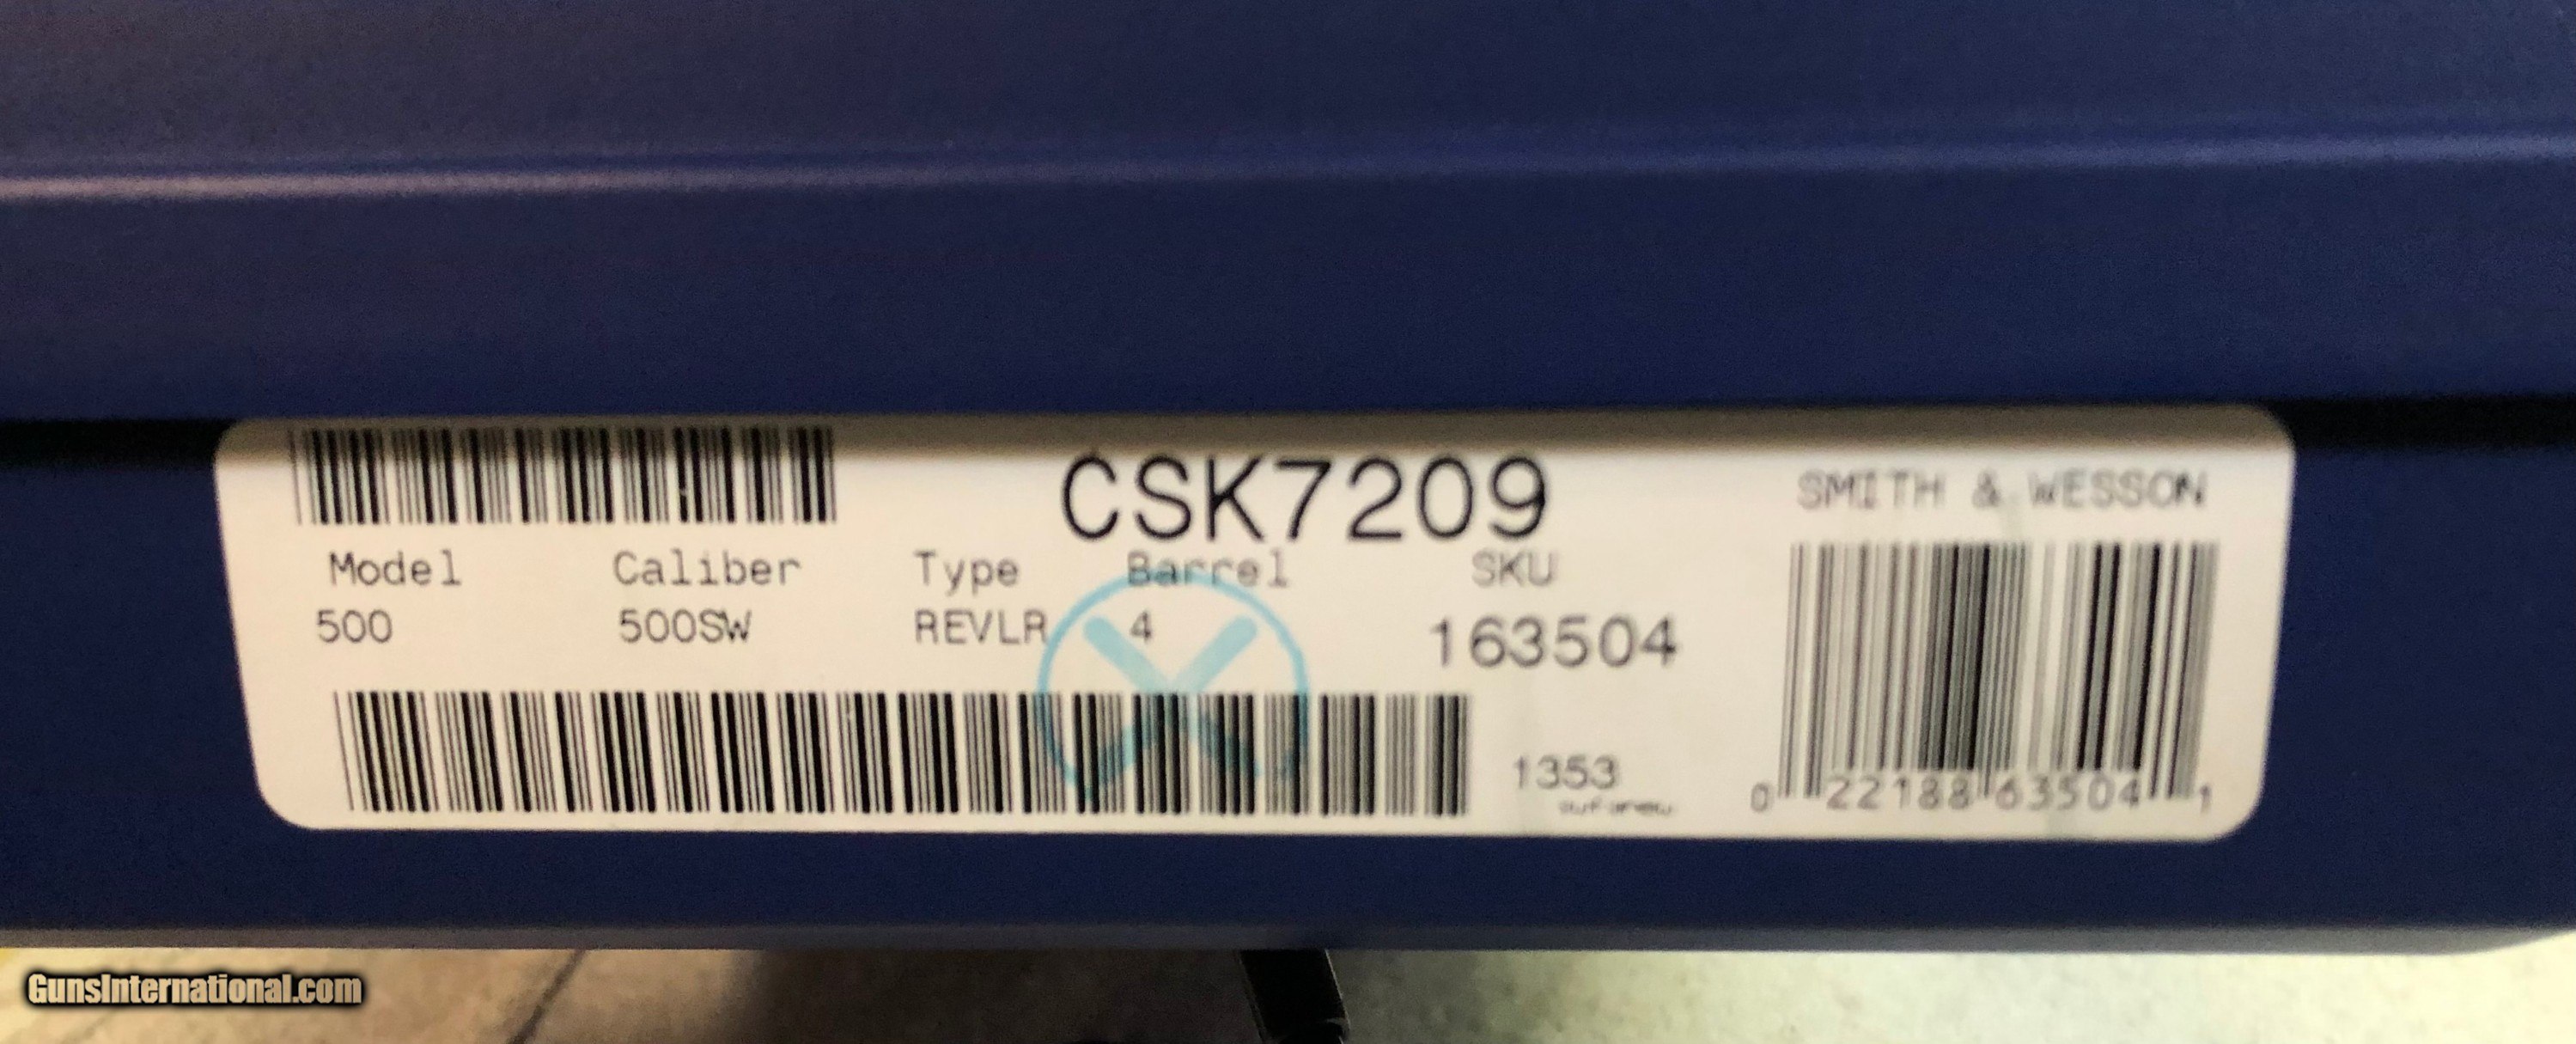 CSK7209
SMITH & WESSON
Model Caliber Type Barrel SKU
500 500SW REVLR 4 163504
1353
0 22188 63504 1
GunsInternational.com